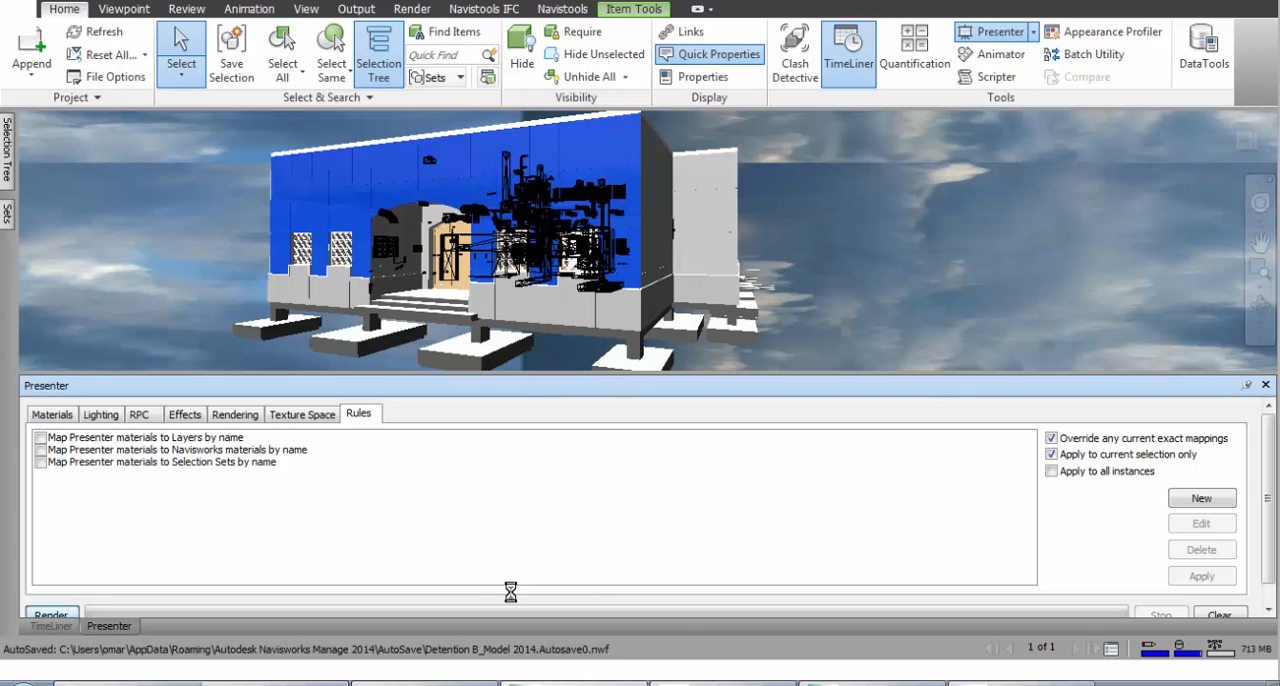 Home Viewpoint Review Animation View Output Render Navistools IFC Navistools Item Tools
Append
Refresh
Reset All...
File Options
Project
Select
Save Selection
Select All
Select Same
Selection Tree
Find Items
Quick Find
Sets
Select & Search
Hide
Require
Hide Unselected
Unhide All
Visibility
Links
Quick Properties
Properties
Display
Clash Detective
TimeLiner
Quantification
Presenter
Animator
Scripter
Appearance Profiler
Batch Utility
Compare
Tools
DataTools
Selection Tree
Sets
Presenter
Materials Lighting RPC Effects Rendering Texture Space Rules
Map Presenter materials to Layers by name
Map Presenter materials to Navisworks materials by name
Map Presenter materials to Selection Sets by name
Override any current exact mappings
Apply to current selection only
Apply to all instances
New
Edit
Delete
Apply
Render
Stop
Clear
TimeLiner Presenter
AutoSaved: C:\Users\omar\AppData\Roaming\Autodesk Navisworks Manage 2014\AutoSave\Detention B_Model 2014.Autosave0.nwf
1 of 1
713 MB